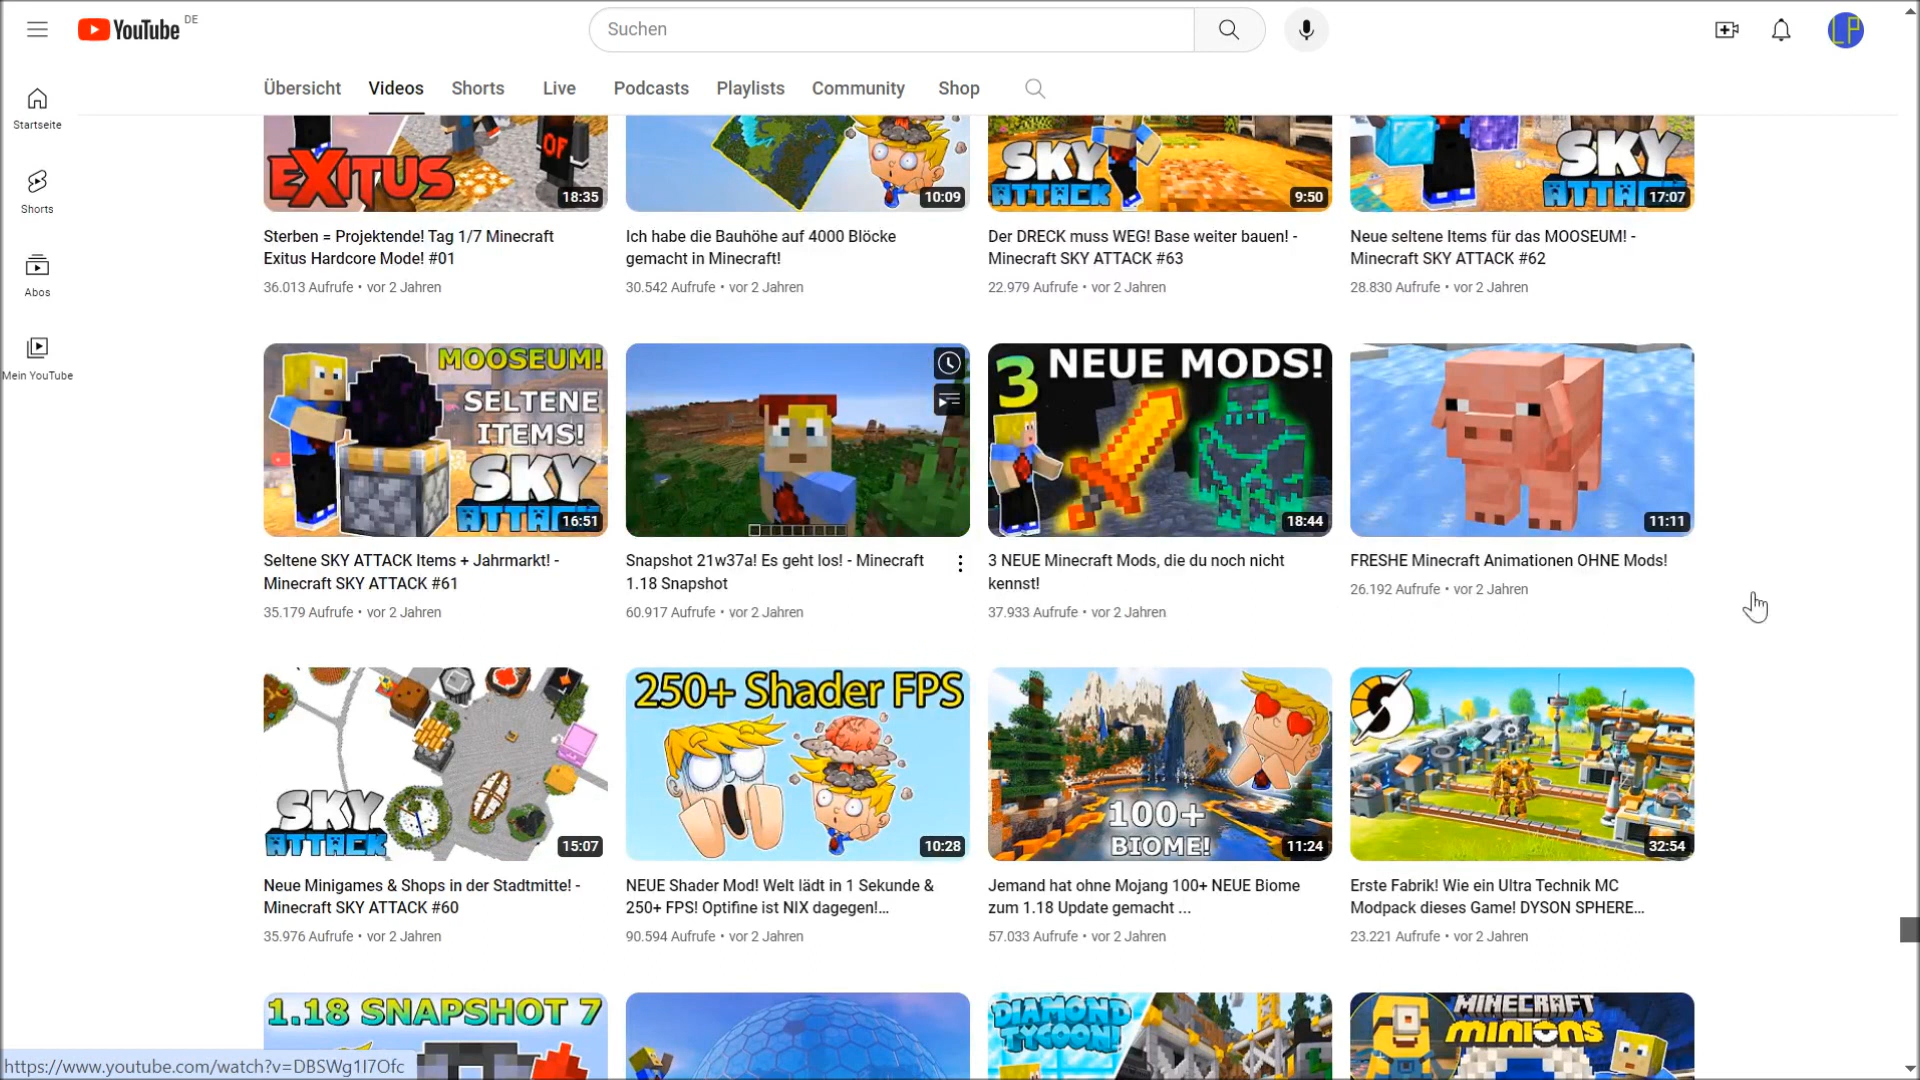 YouTube DE
Suchen
LP
Übersicht Videos Shorts Live Podcasts Playlists Community Shop
Startseite
Shorts
Abos
Mein YouTube
EXITUS
OF
18:35
10:09
SKY
ATTACK
9:50
SKY
ATTACK
17:07
Sterben = Projektende! Tag 1/7 Minecraft
Exitus Hardcore Mode! #01
36.013 Aufrufe • vor 2 Jahren
Ich habe die Bauhöhe auf 4000 Blöcke
gemacht in Minecraft!
30.542 Aufrufe • vor 2 Jahren
Der DRECK muss WEG! Base weiter bauen! -
Minecraft SKY ATTACK #63
22.979 Aufrufe • vor 2 Jahren
Neue seltene Items für das MOOSEUM! -
Minecraft SKY ATTACK #62
28.830 Aufrufe • vor 2 Jahren
MOOSEUM!
SELTENE
ITEMS!
SKY
ATTACK
16:51
3 NEUE MODS!
18:44
11:11
Seltene SKY ATTACK Items + Jahrmarkt! -
Minecraft SKY ATTACK #61
35.179 Aufrufe • vor 2 Jahren
Snapshot 21w37a! Es geht los! - Minecraft
1.18 Snapshot
60.917 Aufrufe • vor 2 Jahren
3 NEUE Minecraft Mods, die du noch nicht
kennst!
37.933 Aufrufe • vor 2 Jahren
FRESHE Minecraft Animationen OHNE Mods!
26.192 Aufrufe • vor 2 Jahren
SKY
ATTACK
15:07
250+ Shader FPS
10:28
100+
BIOME!
11:24
32:54
Neue Minigames & Shops in der Stadtmitte! -
Minecraft SKY ATTACK #60
35.976 Aufrufe • vor 2 Jahren
NEUE Shader Mod! Welt lädt in 1 Sekunde &
250+ FPS! Optifine ist NIX dagegen!...
90.594 Aufrufe • vor 2 Jahren
Jemand hat ohne Mojang 100+ NEUE Biome
zum 1.18 Update gemacht ...
57.033 Aufrufe • vor 2 Jahren
Erste Fabrik! Wie ein Ultra Technik MC
Modpack dieses Game! DYSON SPHERE...
23.221 Aufrufe • vor 2 Jahren
1.18 SNAPSHOT 7
DIAMOND
TYCOON!
MINECRAFT
MINIONS
https://www.youtube.com/watch?v=DBSWg1I7Ofc